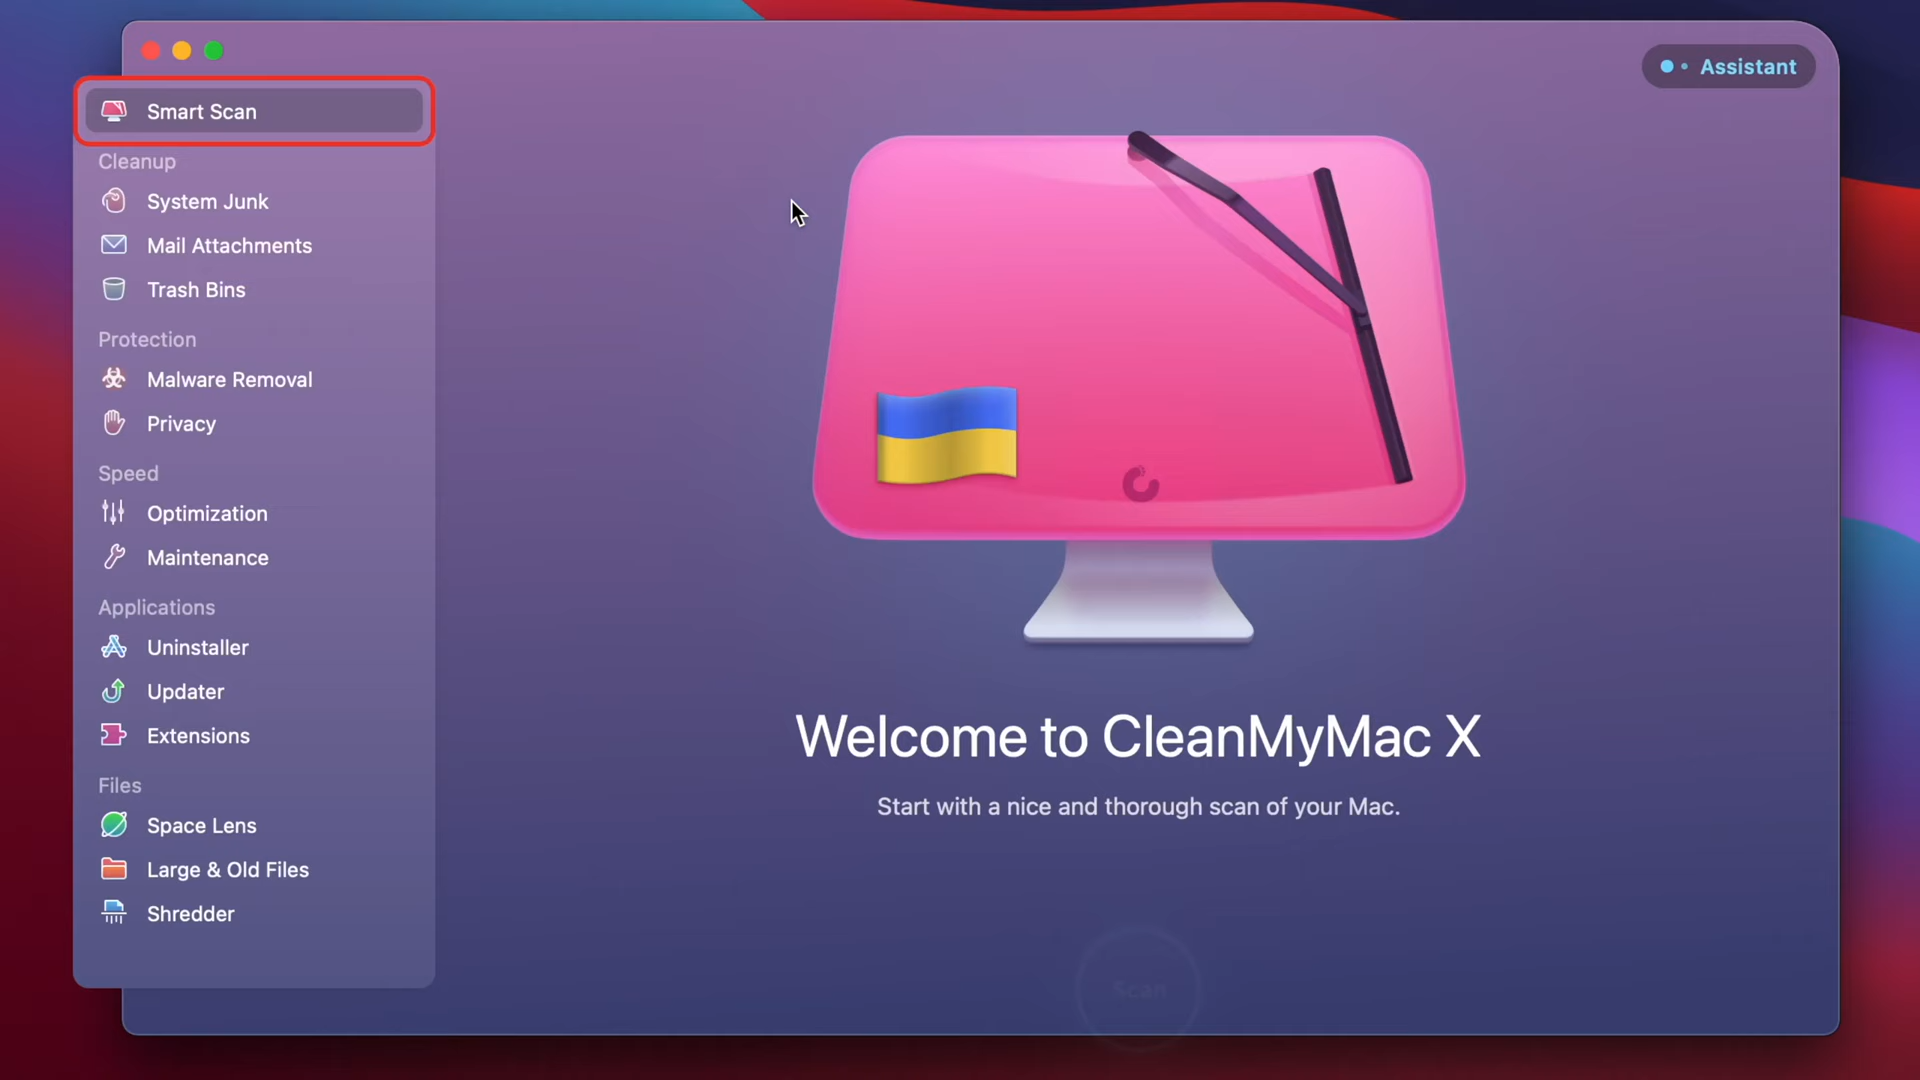 Assistant
Smart Scan
Cleanup
System Junk
Mail Attachments
Trash Bins
Protection
Malware Removal
Privacy
Speed
Optimization
Maintenance
Applications
Uninstaller
Updater
Extensions
Files
Space Lens
Large & Old Files
Shredder
Welcome to CleanMyMac X
Start with a nice and thorough scan of your Mac.
Scan